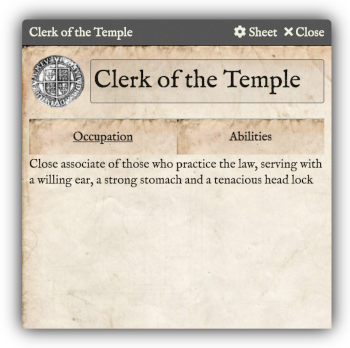 Clerk of the Temple Sheet Close
Clerk of the Temple
Occupation Abilities
Close associate of those who practice the law, serving with
a willing ear, a strong stomach and a tenacious head lock